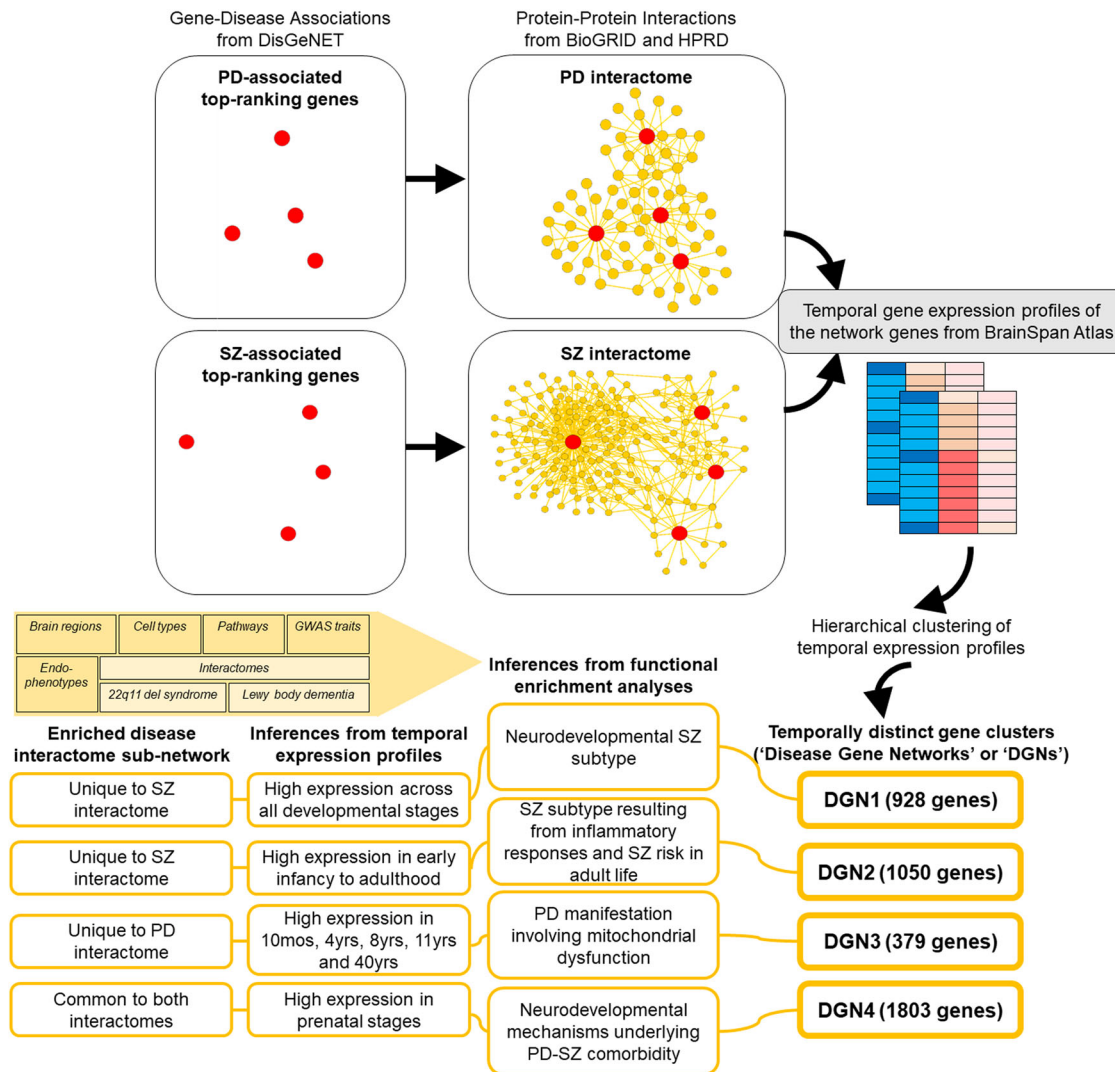 Gene-Disease Associations
from DisGeNET
Protein-Protein Interactions
from BioGRID and HPRD
PD-associated
top-ranking genes
PD interactome
SZ-associated
top-ranking genes
SZ interactome
Temporal gene expression profiles of
the network genes from BrainSpan Atlas
Hierarchical clustering of
temporal expression profiles
Brain regions
Cell types
Pathways
GWAS traits
Endo-
phenotypes
Interactomes
22q11 del syndrome
Lewy body dementia
Enriched disease
interactome sub-network
Inferences from temporal
expression profiles
Inferences from functional
enrichment analyses
Temporally distinct gene clusters
(‘Disease Gene Networks’ or ‘DGNs’)
Unique to SZ
interactome
High expression across
all developmental stages
Neurodevelopmental SZ
subtype
DGN1 (928 genes)
Unique to SZ
interactome
High expression in early
infancy to adulthood
SZ subtype resulting
from inflammatory
responses and SZ risk in
adult life
DGN2 (1050 genes)
Unique to PD
interactome
High expression in
10mos, 4yrs, 8yrs, 11yrs
and 40yrs
PD manifestation
involving mitochondrial
dysfunction
DGN3 (379 genes)
Common to both
interactomes
High expression in
prenatal stages
Neurodevelopmental
mechanisms underlying
PD-SZ comorbidity
DGN4 (1803 genes)